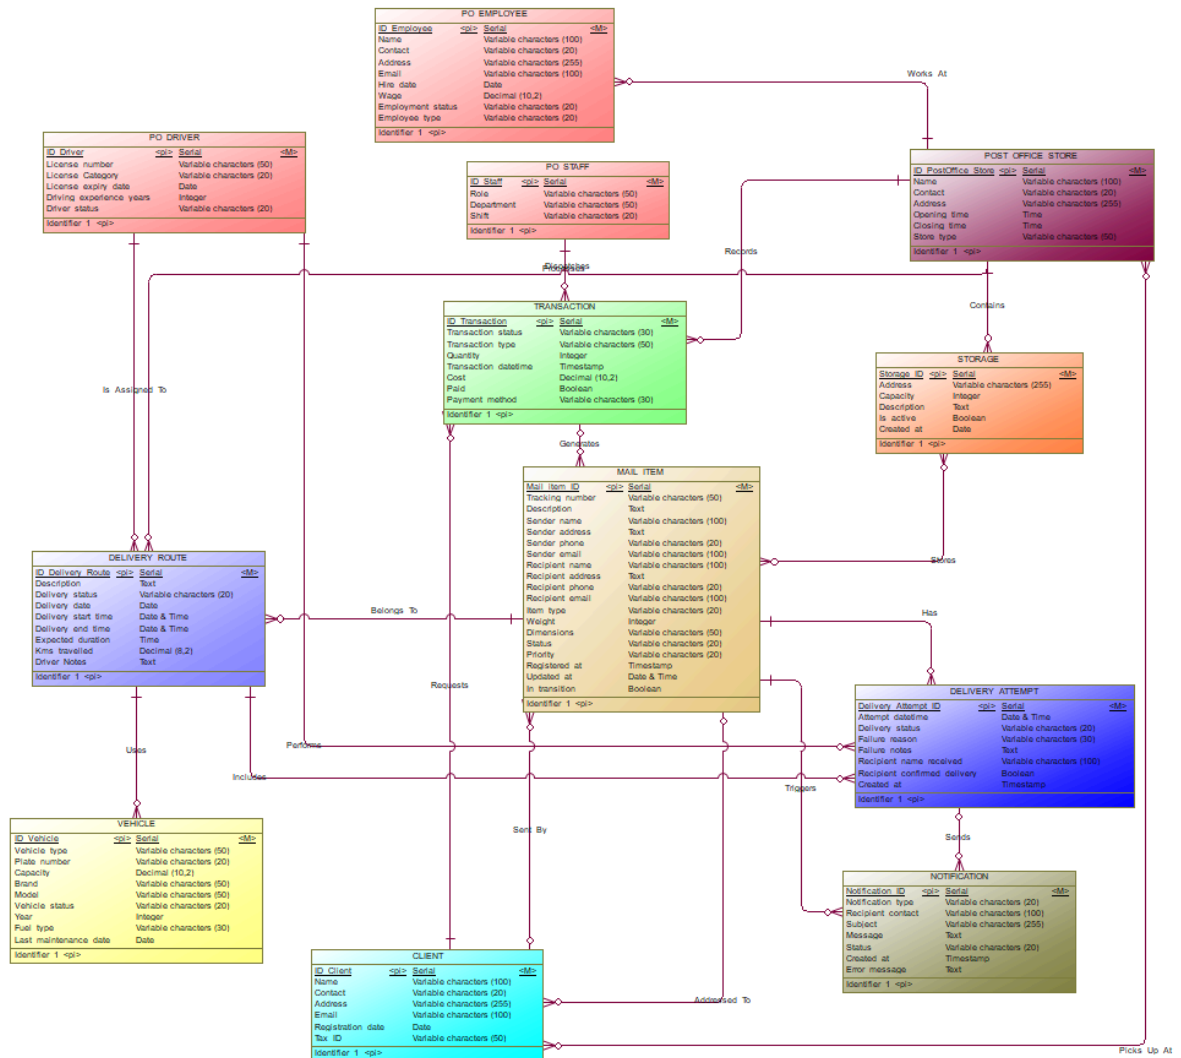 PO EMPLOYEE
ID Employee <pi> Serial <M>
Name Variable characters (100)
Contact Variable characters (20)
Address Variable characters (255)
Email Variable characters (100)
Hire date Date
Wage Decimal (10,2)
Employment status Variable characters (20)
Employee type Variable characters (20)
Identifier 1 <pi>
Works At
PO DRIVER
ID Driver <pi> Serial <M>
License number Variable characters (50)
License Category Variable characters (20)
License expiry date Date
Driving experience years Integer
Driver status Variable characters (20)
Identifier 1 <pi>
PO STAFF
ID Staff <pi> Serial <M>
Role Variable characters (50)
Department Variable characters (50)
Shift Variable characters (20)
Identifier 1 <pi>
POST OFFICE STORE
ID PostOffice Store <pi> Serial <M>
Name Variable characters (100)
Contact Variable characters (20)
Address Variable characters (255)
Opening time Time
Closing time Time
Store type Variable characters (50)
Identifier 1 <pi>
Records
Dispatches
Contains
TRANSACTION
ID Transaction <pi> Serial <M>
Transaction status Variable characters (30)
Transaction type Variable characters (50)
Quantity Integer
Transaction datetime Timestamp
Cost Decimal (10,2)
Paid Boolean
Payment method Variable characters (30)
Identifier 1 <pi>
STORAGE
Storage ID <pi> Serial <M>
Address Variable characters (255)
Capacity Integer
Description Text
Is active Boolean
Created at Date
Identifier 1 <pi>
Is Assigned To
Generates
MAIL ITEM
Mail item ID <pi> Serial <M>
Tracking number Variable characters (50)
Description Text
Sender name Variable characters (100)
Sender address Text
Sender phone Variable characters (20)
Sender email Variable characters (100)
Recipient name Variable characters (100)
Recipient address Text
Recipient phone Variable characters (20)
Recipient email Variable characters (100)
Item type Variable characters (20)
Weight Integer
Dimensions Variable characters (50)
Status Variable characters (20)
Priority Variable characters (20)
Registered at Timestamp
Updated at Date & Time
In transition Boolean
Identifier 1 <pi>
Stores
DELIVERY ROUTE
ID Delivery Route <pi> Serial <M>
Description Text
Delivery status Variable characters (20)
Delivery date Date
Delivery start time Date & Time
Delivery end time Date & Time
Expected duration Time
Kms travelled Decimal (8,2)
Driver Notes Text
Identifier 1 <pi>
Belongs To
Has
Requests
DELIVERY ATTEMPT
Delivery Attempt ID <pi> Serial <M>
Attempt datetime Date & Time
Delivery status Variable characters (20)
Failure reason Variable characters (30)
Failure notes Text
Recipient name received Variable characters (100)
Recipient confirmed delivery Boolean
Created at Timestamp
Identifier 1 <pi>
Uses
Performs
Includes
Triggers
Sent By
Sends
VEHICLE
ID Vehicle <pi> Serial <M>
Vehicle type Variable characters (50)
Plate number Variable characters (20)
Capacity Decimal (10,2)
Brand Variable characters (50)
Model Variable characters (50)
Vehicle status Variable characters (20)
Year Integer
Fuel type Variable characters (30)
Last maintenance date Date
Identifier 1 <pi>
NOTIFICATION
Notification ID <pi> Serial <M>
Notification type Variable characters (20)
Recipient contact Variable characters (100)
Subject Variable characters (255)
Message Text
Status Variable characters (20)
Created at Timestamp
Error message Text
Identifier 1 <pi>
CLIENT
ID Client <pi> Serial <M>
Name Variable characters (100)
Contact Variable characters (20)
Address Variable characters (255)
Email Variable characters (100)
Registration date Date
Tax ID Variable characters (50)
Identifier 1 <pi>
Addressed To
Picks Up At